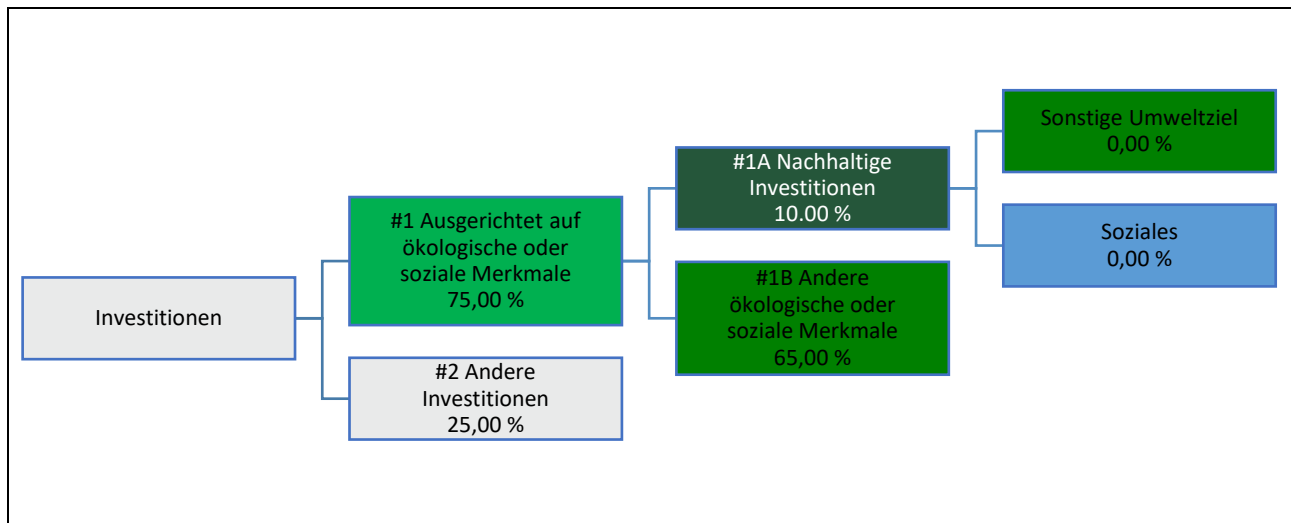 Investitionen
#1 Ausgerichtet auf
ökologische oder
soziale Merkmale
75,00 %
#2 Andere
Investitionen
25,00 %
#1A Nachhaltige
Investitionen
10.00 %
#1B Andere
ökologische oder
soziale Merkmale
65,00 %
Sonstige Umweltziel
0,00 %
Soziales
0,00 %